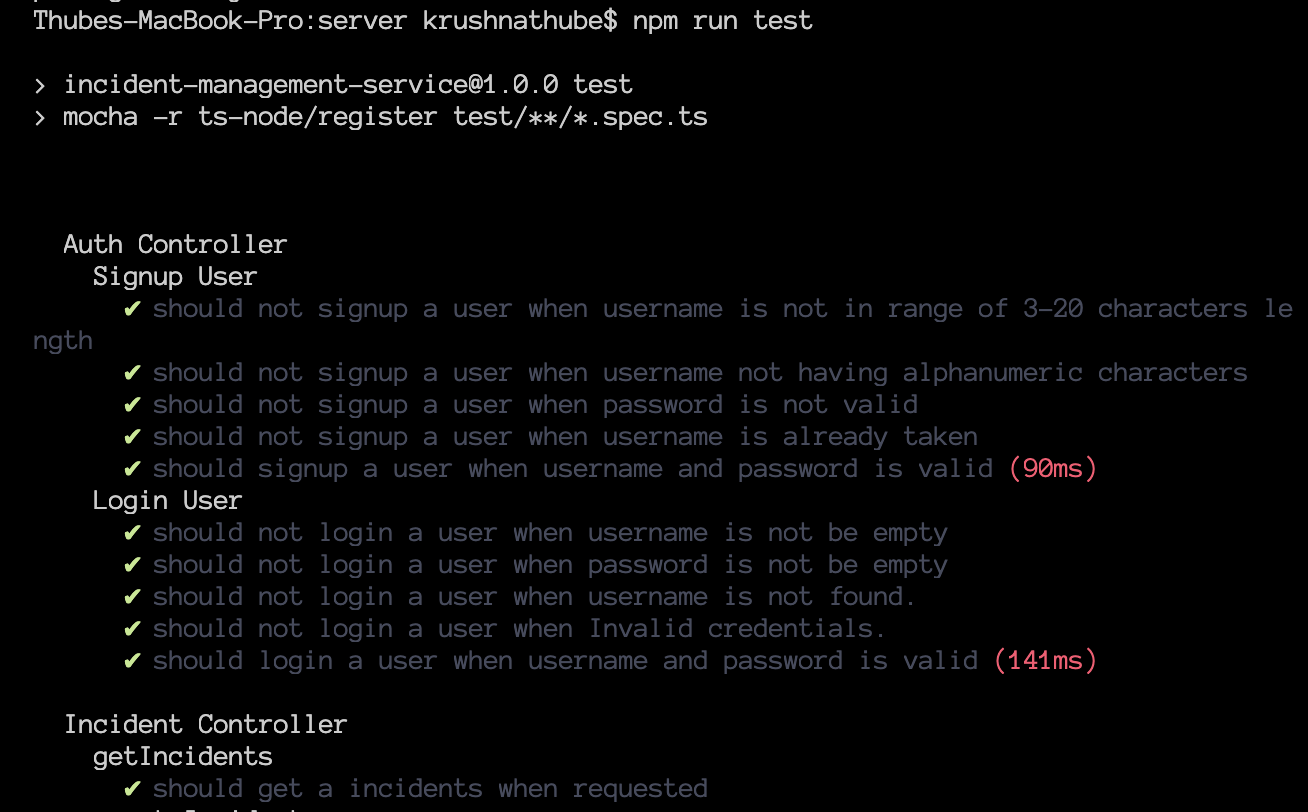 Thubes-MacBook-Pro:server krushnathube$ npm run test
> incident-management-service@1.0.0 test
> mocha -r ts-node/register test/**/*.spec.ts
Auth Controller
Signup User
✔ should not signup a user when username is not in range of 3-20 characters le
ngth
✔ should not signup a user when username not having alphanumeric characters
✔ should not signup a user when password is not valid
✔ should not signup a user when username is already taken
✔ should signup a user when username and password is valid (90ms)
Login User
✔ should not login a user when username is not be empty
✔ should not login a user when password is not be empty
✔ should not login a user when username is not found.
✔ should not login a user when Invalid credentials.
✔ should login a user when username and password is valid (141ms)
Incident Controller
getIncidents
✔ should get a incidents when requested